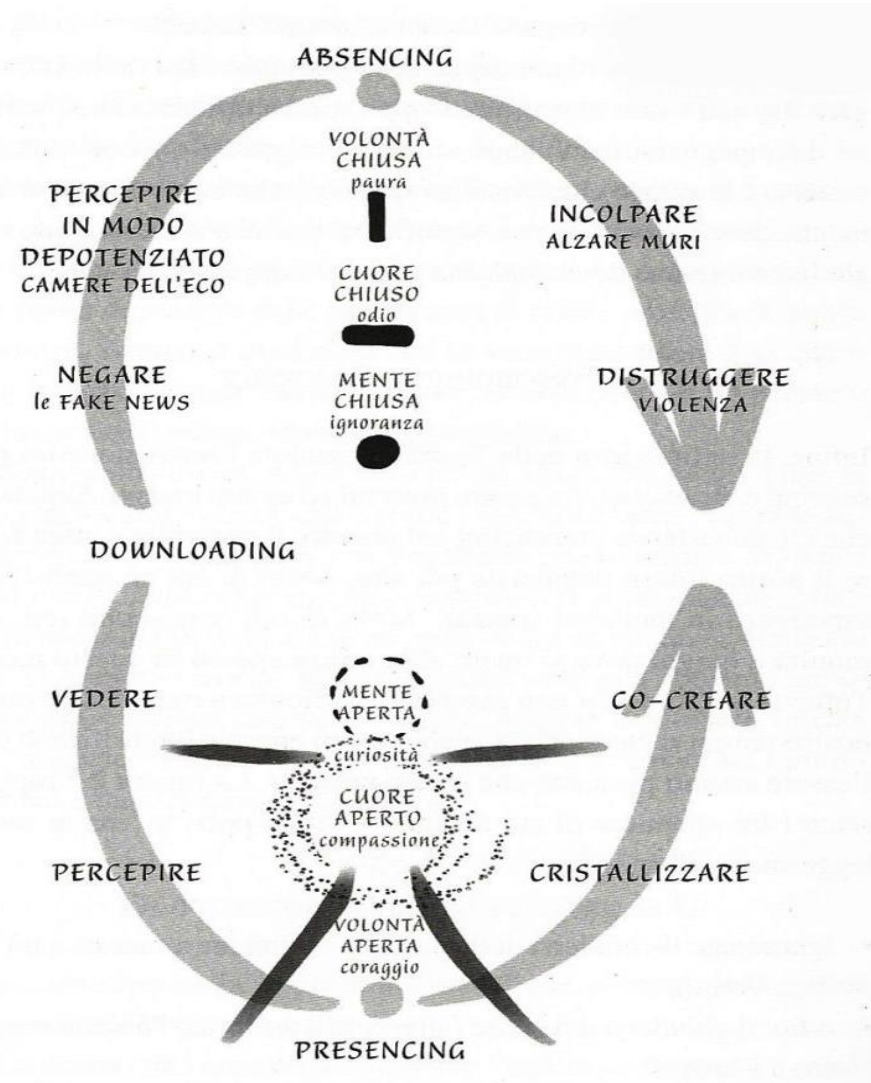 ABSENCING
VOLONTÀ
CHIUSA
paura
PERCEPIRE
IN MODO
DEPOTENZIATO
CAMERE DELL'ECO
INCOLPARE
ALZARE MURI
CUORE
CHIUSO
odio
NEGARE
le FAKE NEWS
MENTE
CHIUSA
ignoranza
DISTRUGGERE
VIOLENZA
DOWNLOADING
VEDERE
MENTE
APERTA
curiosità
CO-CREARE
CUORE
APERTO
compassione
PERCEPIRE
CRISTALLIZZARE
VOLONTÀ
APERTA
coraggio
PRESENCING